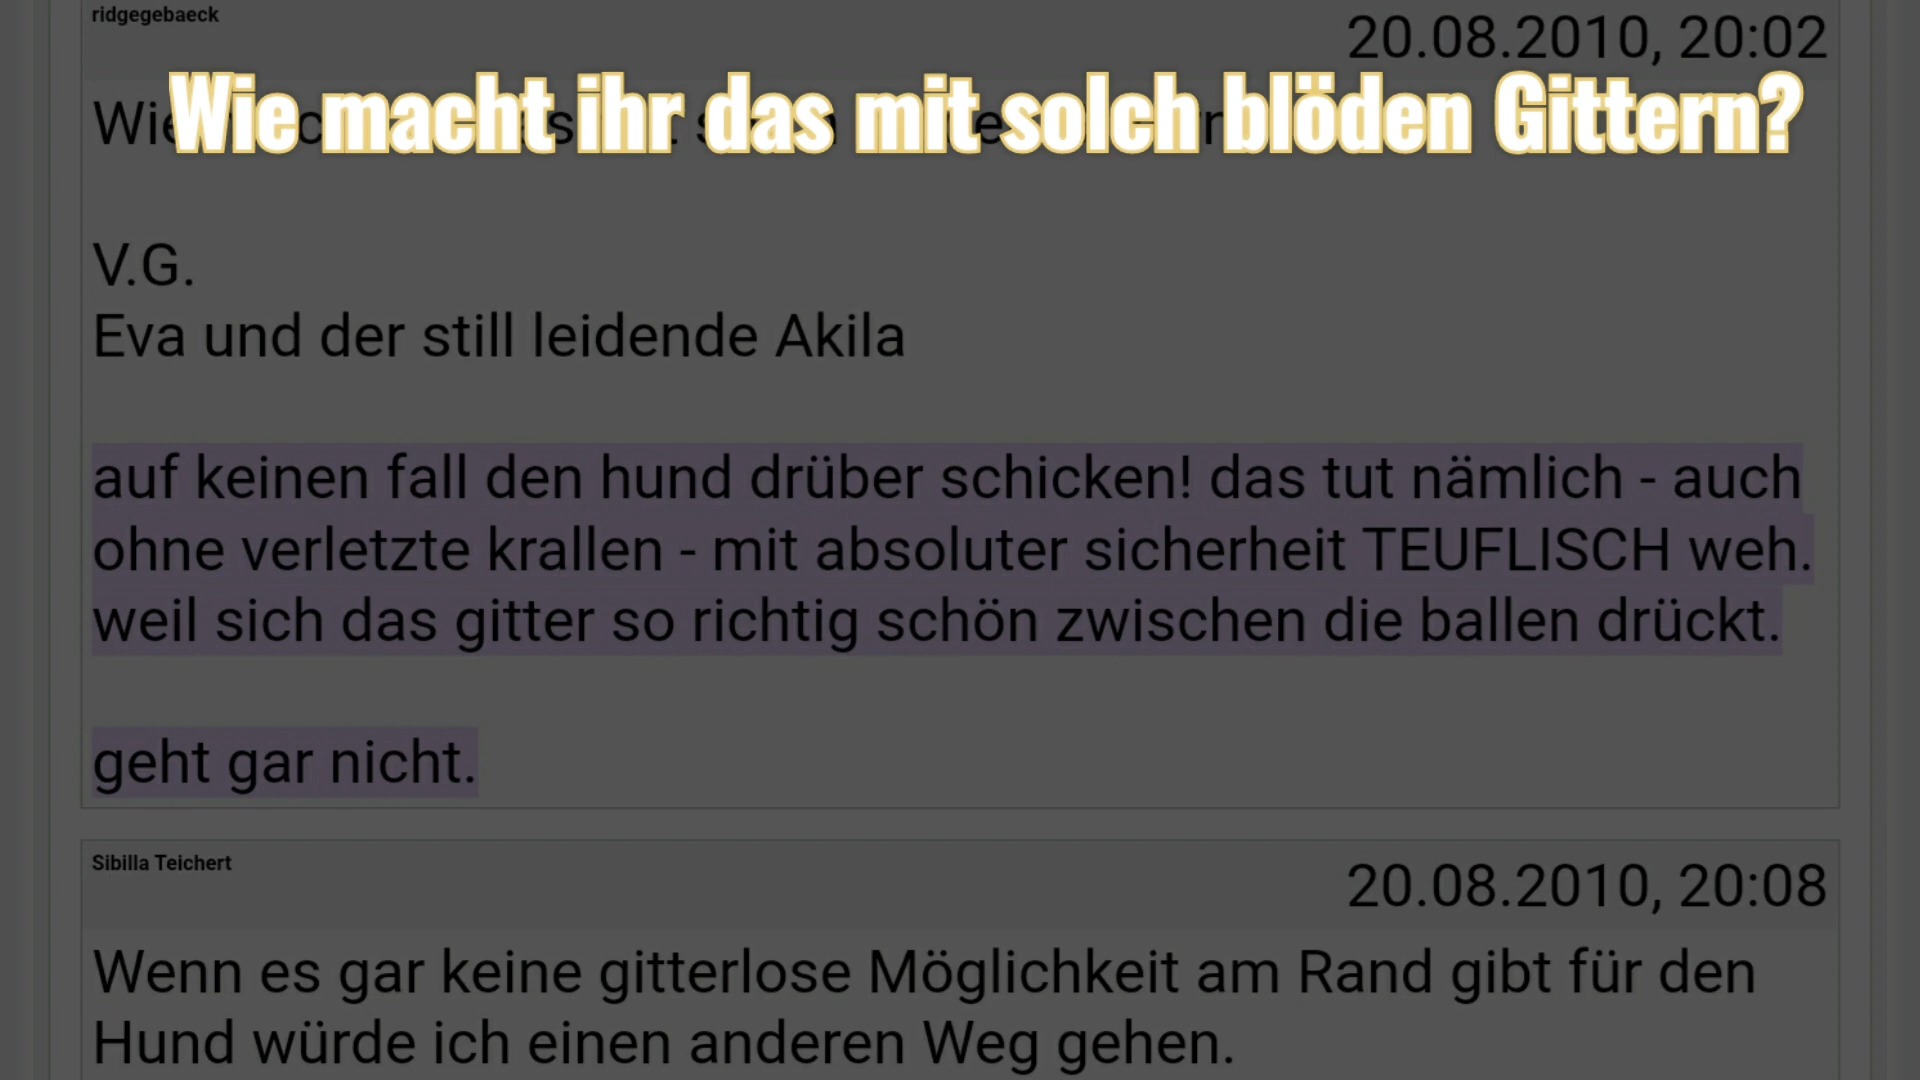 ridgegebaeck
20.08.2010, 20:02
Wie macht ihr das mit solch blöden Gittern?
V.G.
Eva und der still leidende Akila
auf keinen fall den hund drüber schicken! das tut nämlich - auch
ohne verletzte krallen - mit absoluter sicherheit TEUFLISCH weh.
weil sich das gitter so richtig schön zwischen die ballen drückt.
geht gar nicht.
Sibilla Teichert
20.08.2010, 20:08
Wenn es gar keine gitterlose Möglichkeit am Rand gibt für den
Hund würde ich einen anderen Weg gehen.